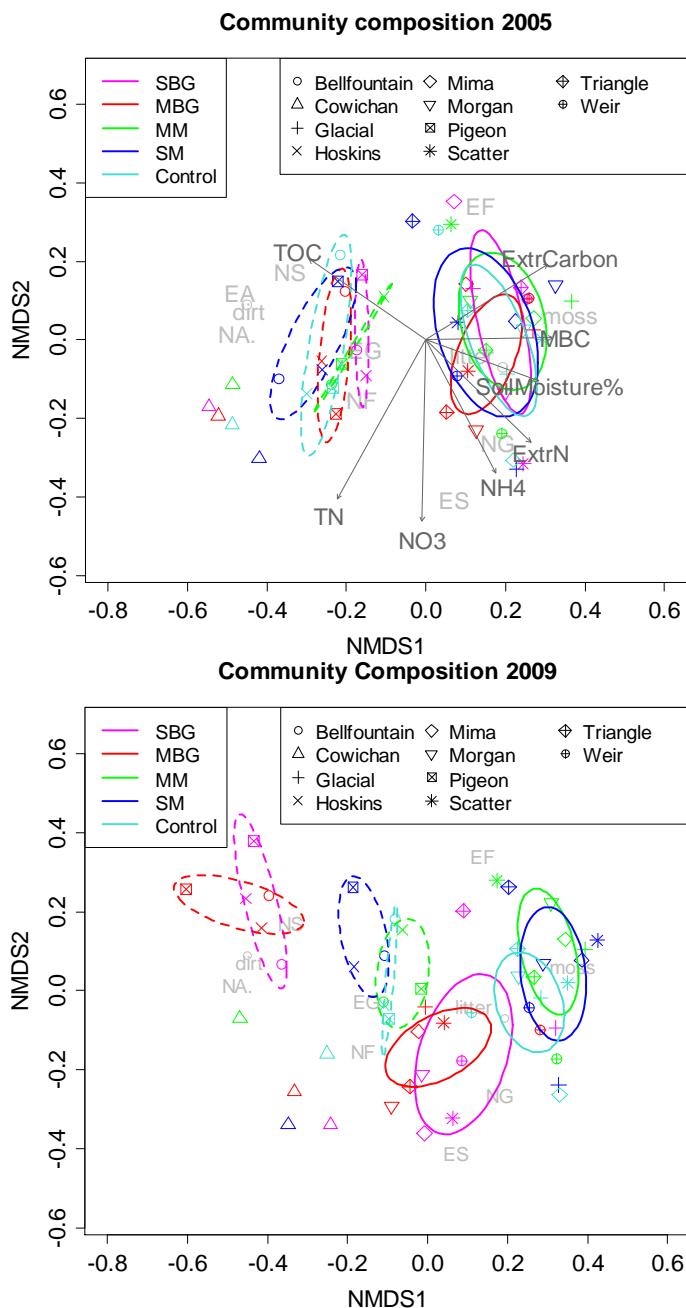 Community composition 2005
SBG
MBG
MM
SM
Control
Bellfountain
Cowichan
Glacial
Hoskins
Mima
Morgan
Pigeon
Scatter
Triangle
Weir
NMDS2
0.6
0.4
0.2
0.0
-0.2
-0.4
-0.6
EF
TOC
NS
ExtrCarbon
EA
dirt
NA.
moss
MBC
EG
litter
SoilMoisture%
NF
NG
ExtrN
NH4
ES
TN
NO3
-0.8 -0.6 -0.4 -0.2 0.0 0.2 0.4 0.6
NMDS1
Community Composition 2009
SBG
MBG
MM
SM
Control
Bellfountain
Cowichan
Glacial
Hoskins
Mima
Morgan
Pigeon
Scatter
Triangle
Weir
NMDS2
0.6
0.4
0.2
0.0
-0.2
-0.4
-0.6
EF
NS
dirt
NA.
moss
EG
litter
NF
NG
ES
-0.8 -0.6 -0.4 -0.2 0.0 0.2 0.4 0.6
NMDS1